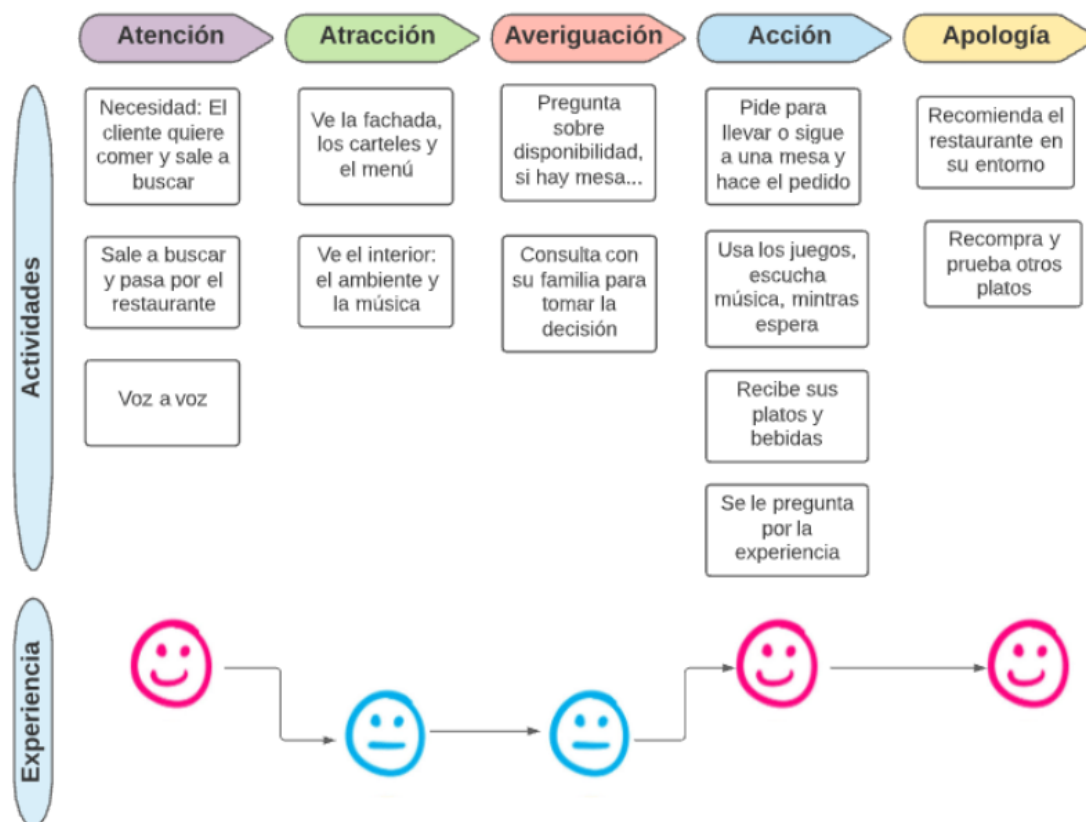 Atención
Atracción
Averiguación
Acción
Apología
Actividades
Necesidad: El
cliente quiere
comer y sale a
buscar
Sale a buscar
y pasa por el
restaurante
Voz a voz
Ve la fachada,
los carteles y
el menú
Ve el interior:
el ambiente y
la música
Pregunta
sobre
disponibilidad,
si hay mesa...
Consulta con
su familia para
tomar la
decisión
Pide para
llevar o sigue
a una mesa y
hace el pedido
Usa los juegos,
escucha
música, mintras
espera
Recibe sus
platos y
bebidas
Se le pregunta
por la
experiencia
Recomienda el
restaurante en
su entorno
Recompra y
prueba otros
platos
Experiencia